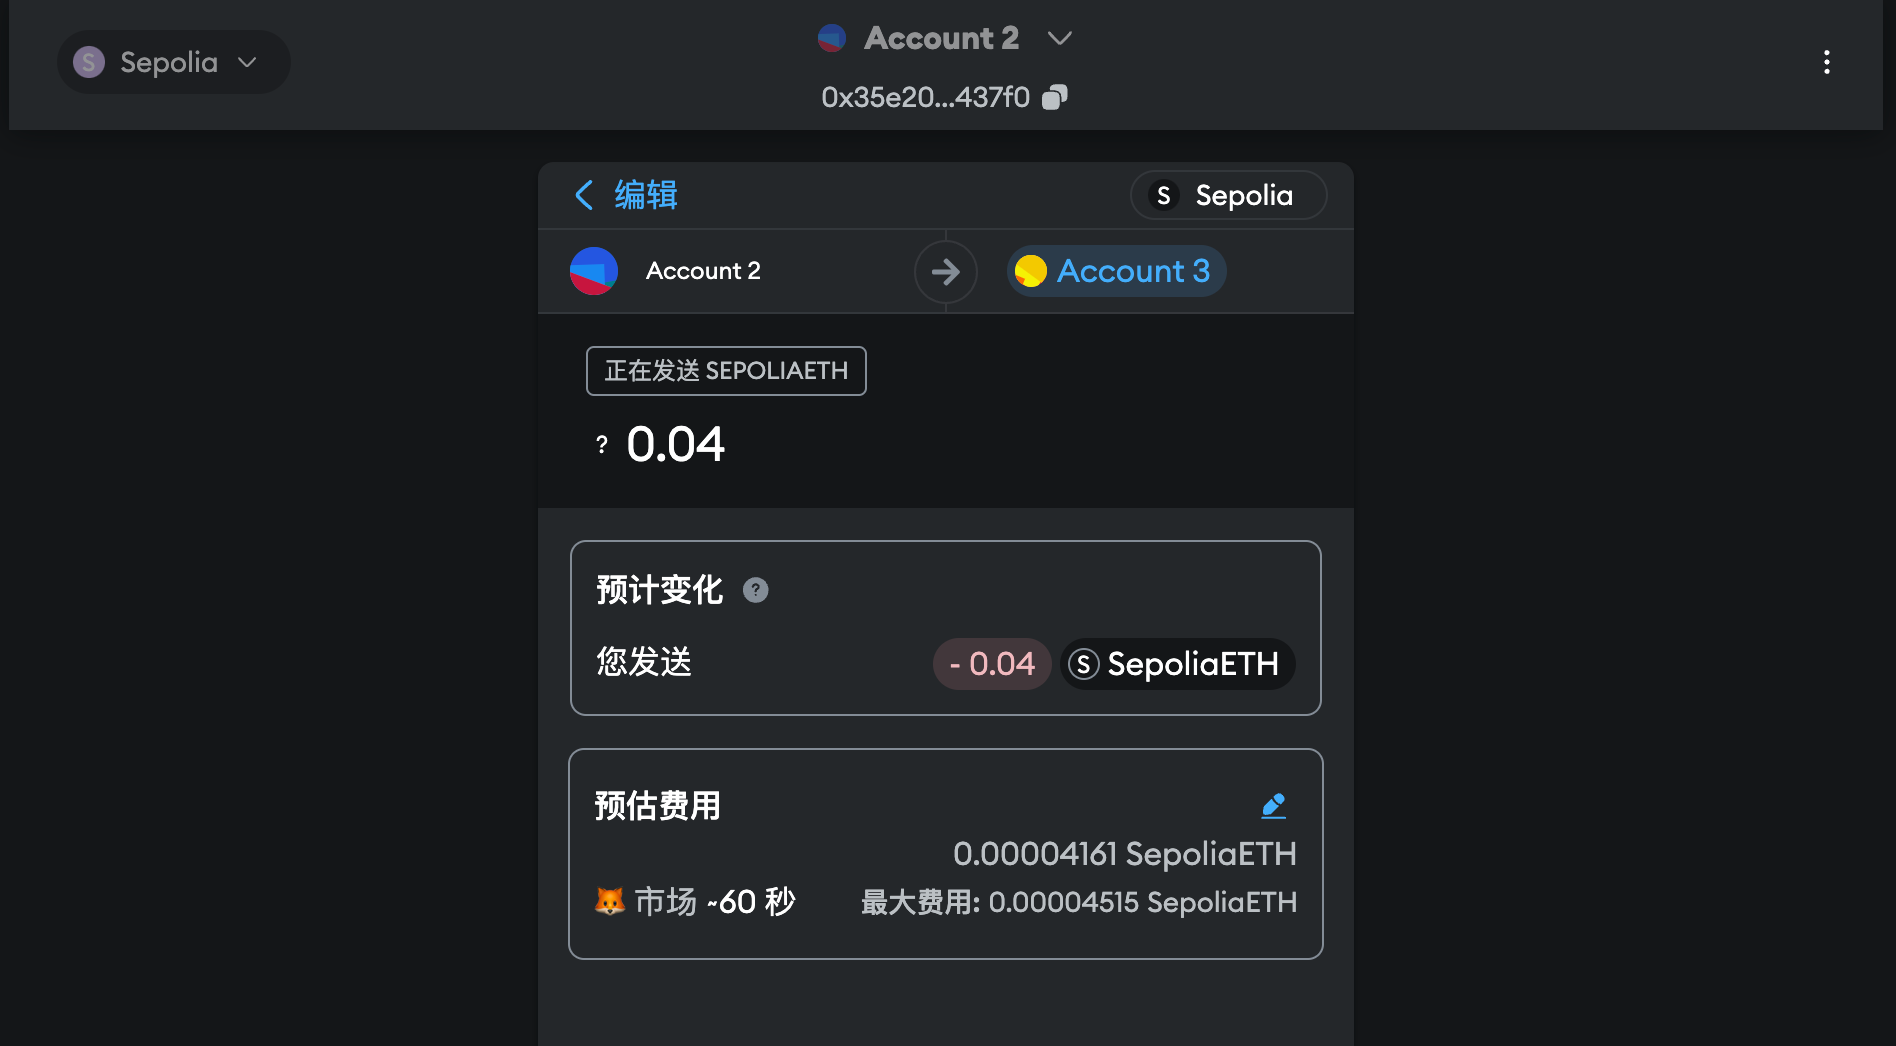 S Sepolia
Account 2
0x35e20...437f0
编辑
S Sepolia
Account 2
Account 3
正在发送 SEPOLIAETH
? 0.04
预计变化 ?
您发送
- 0.04 S SepoliaETH
预估费用
0.00004161 SepoliaETH
市场 ~60 秒
最大费用: 0.00004515 SepoliaETH